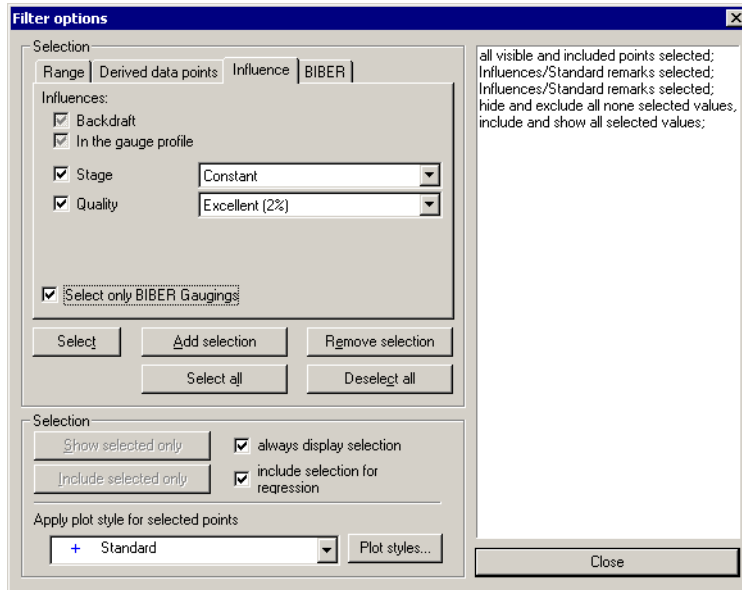 Filter options
Selection
Range
Derived data points
Influence
BIBER
Influences:
Backdraft
In the gauge profile
Stage
Constant
Quality
Excellent (2%)
Select only BIBER Gaugings
Select
Add selection
Remove selection
Select all
Deselect all
Selection
Show selected only
always display selection
Include selected only
include selection for
regression
Apply plot style for selected points
+ Standard
Plot styles...
all visible and included points selected;
Influences/Standard remarks selected;
Influences/Standard remarks selected;
hide and exclude all none selected values,
include and show all selected values;
Close